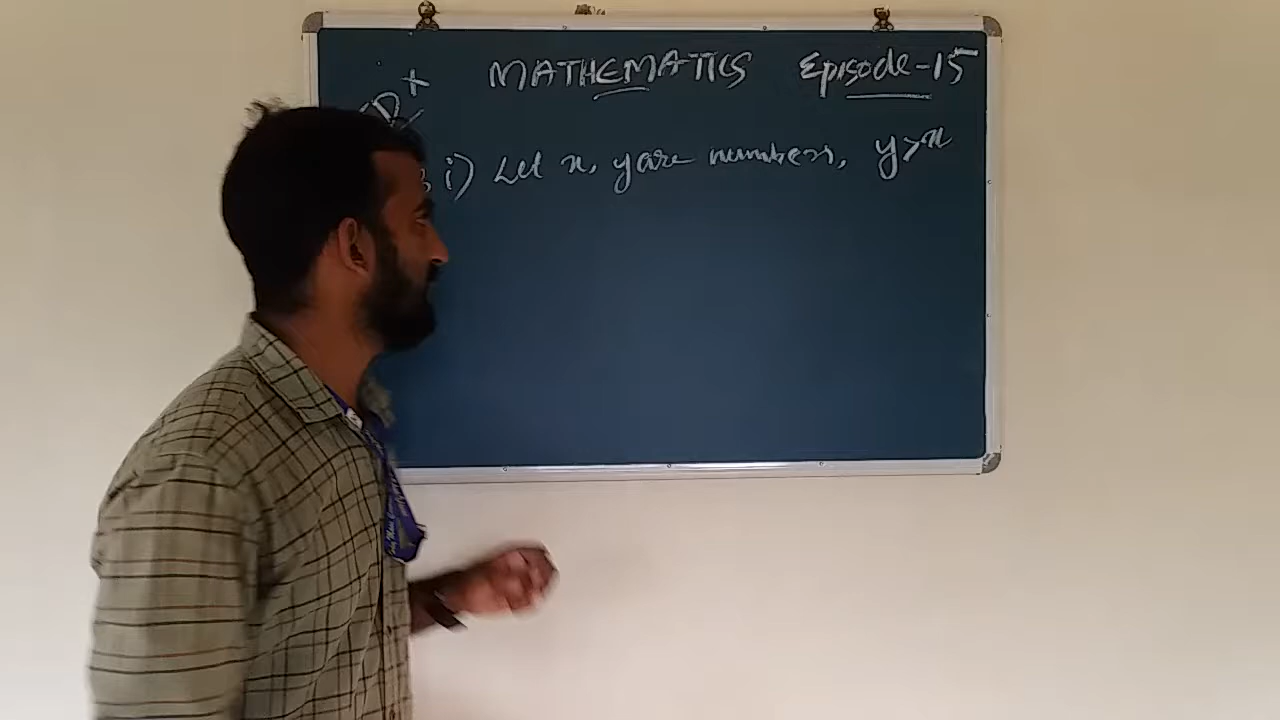 MATHEMATICS Episode-15
i) Let x, y are numbers, y>x